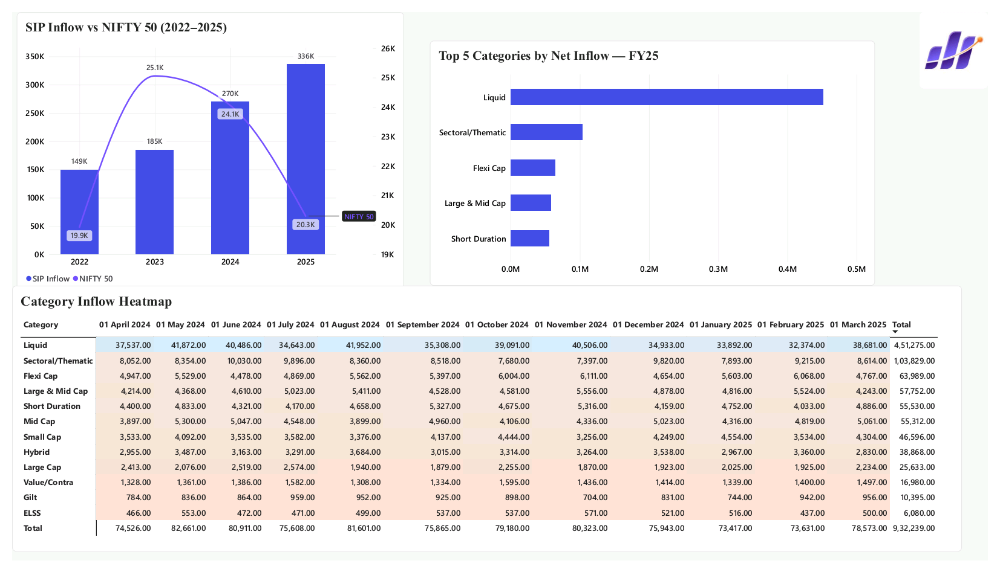 SIP Inflow vs NIFTY 50 (2022–2025)
350K
300K
250K
200K
150K
100K
50K
0K
26K
25K
24K
23K
22K
21K
20K
19K
149K
185K
270K
336K
19.9K
25.1K
24.1K
20.3K
NIFTY 50
2022 2023 2024 2025
SIP Inflow NIFTY 50
Top 5 Categories by Net Inflow — FY25
Liquid
Sectoral/Thematic
Flexi Cap
Large & Mid Cap
Short Duration
0.0M 0.1M 0.2M 0.3M 0.4M 0.5M
Category Inflow Heatmap
Category 01 April 2024 01 May 2024 01 June 2024 01 July 2024 01 August 2024 01 September 2024 01 October 2024 01 November 2024 01 December 2024 01 January 2025 01 February 2025 01 March 2025 Total
Liquid 37,537.00 41,872.00 40,486.00 34,643.00 41,952.00 35,308.00 39,091.00 40,506.00 34,933.00 33,892.00 32,374.00 38,681.00 4,51,275.00
Sectoral/Thematic 8,052.00 8,354.00 10,030.00 9,896.00 8,360.00 8,518.00 7,680.00 7,397.00 9,820.00 7,893.00 9,215.00 8,614.00 1,03,829.00
Flexi Cap 4,947.00 5,529.00 4,478.00 4,869.00 5,562.00 5,397.00 6,004.00 6,111.00 4,654.00 5,603.00 6,068.00 4,767.00 63,989.00
Large & Mid Cap 4,214.00 4,368.00 4,610.00 5,023.00 5,411.00 4,528.00 4,581.00 5,556.00 4,878.00 4,816.00 5,524.00 4,243.00 57,752.00
Short Duration 4,400.00 4,833.00 4,321.00 4,170.00 4,658.00 5,327.00 4,675.00 5,316.00 4,159.00 4,752.00 4,033.00 4,886.00 55,530.00
Mid Cap 3,897.00 5,300.00 5,047.00 4,548.00 3,899.00 4,960.00 4,106.00 4,336.00 5,023.00 4,316.00 4,819.00 5,061.00 55,312.00
Small Cap 3,533.00 4,092.00 3,535.00 3,582.00 3,376.00 4,137.00 4,444.00 3,256.00 4,249.00 4,554.00 3,534.00 4,304.00 46,596.00
Hybrid 2,955.00 3,487.00 3,163.00 3,291.00 3,684.00 3,015.00 3,314.00 3,264.00 3,538.00 2,967.00 3,360.00 2,830.00 38,868.00
Large Cap 2,413.00 2,076.00 2,519.00 2,574.00 1,940.00 1,879.00 2,255.00 1,870.00 1,923.00 2,025.00 1,925.00 2,234.00 25,633.00
Value/Contra 1,328.00 1,361.00 1,386.00 1,582.00 1,308.00 1,334.00 1,595.00 1,436.00 1,414.00 1,339.00 1,400.00 1,497.00 16,980.00
Gilt 784.00 836.00 864.00 959.00 952.00 925.00 898.00 704.00 831.00 744.00 942.00 956.00 10,395.00
ELSS 466.00 553.00 472.00 471.00 499.00 537.00 537.00 571.00 521.00 516.00 437.00 500.00 6,080.00
Total 74,526.00 82,661.00 80,911.00 75,608.00 81,601.00 75,865.00 79,180.00 80,323.00 75,943.00 73,417.00 73,631.00 78,573.00 9,32,239.00